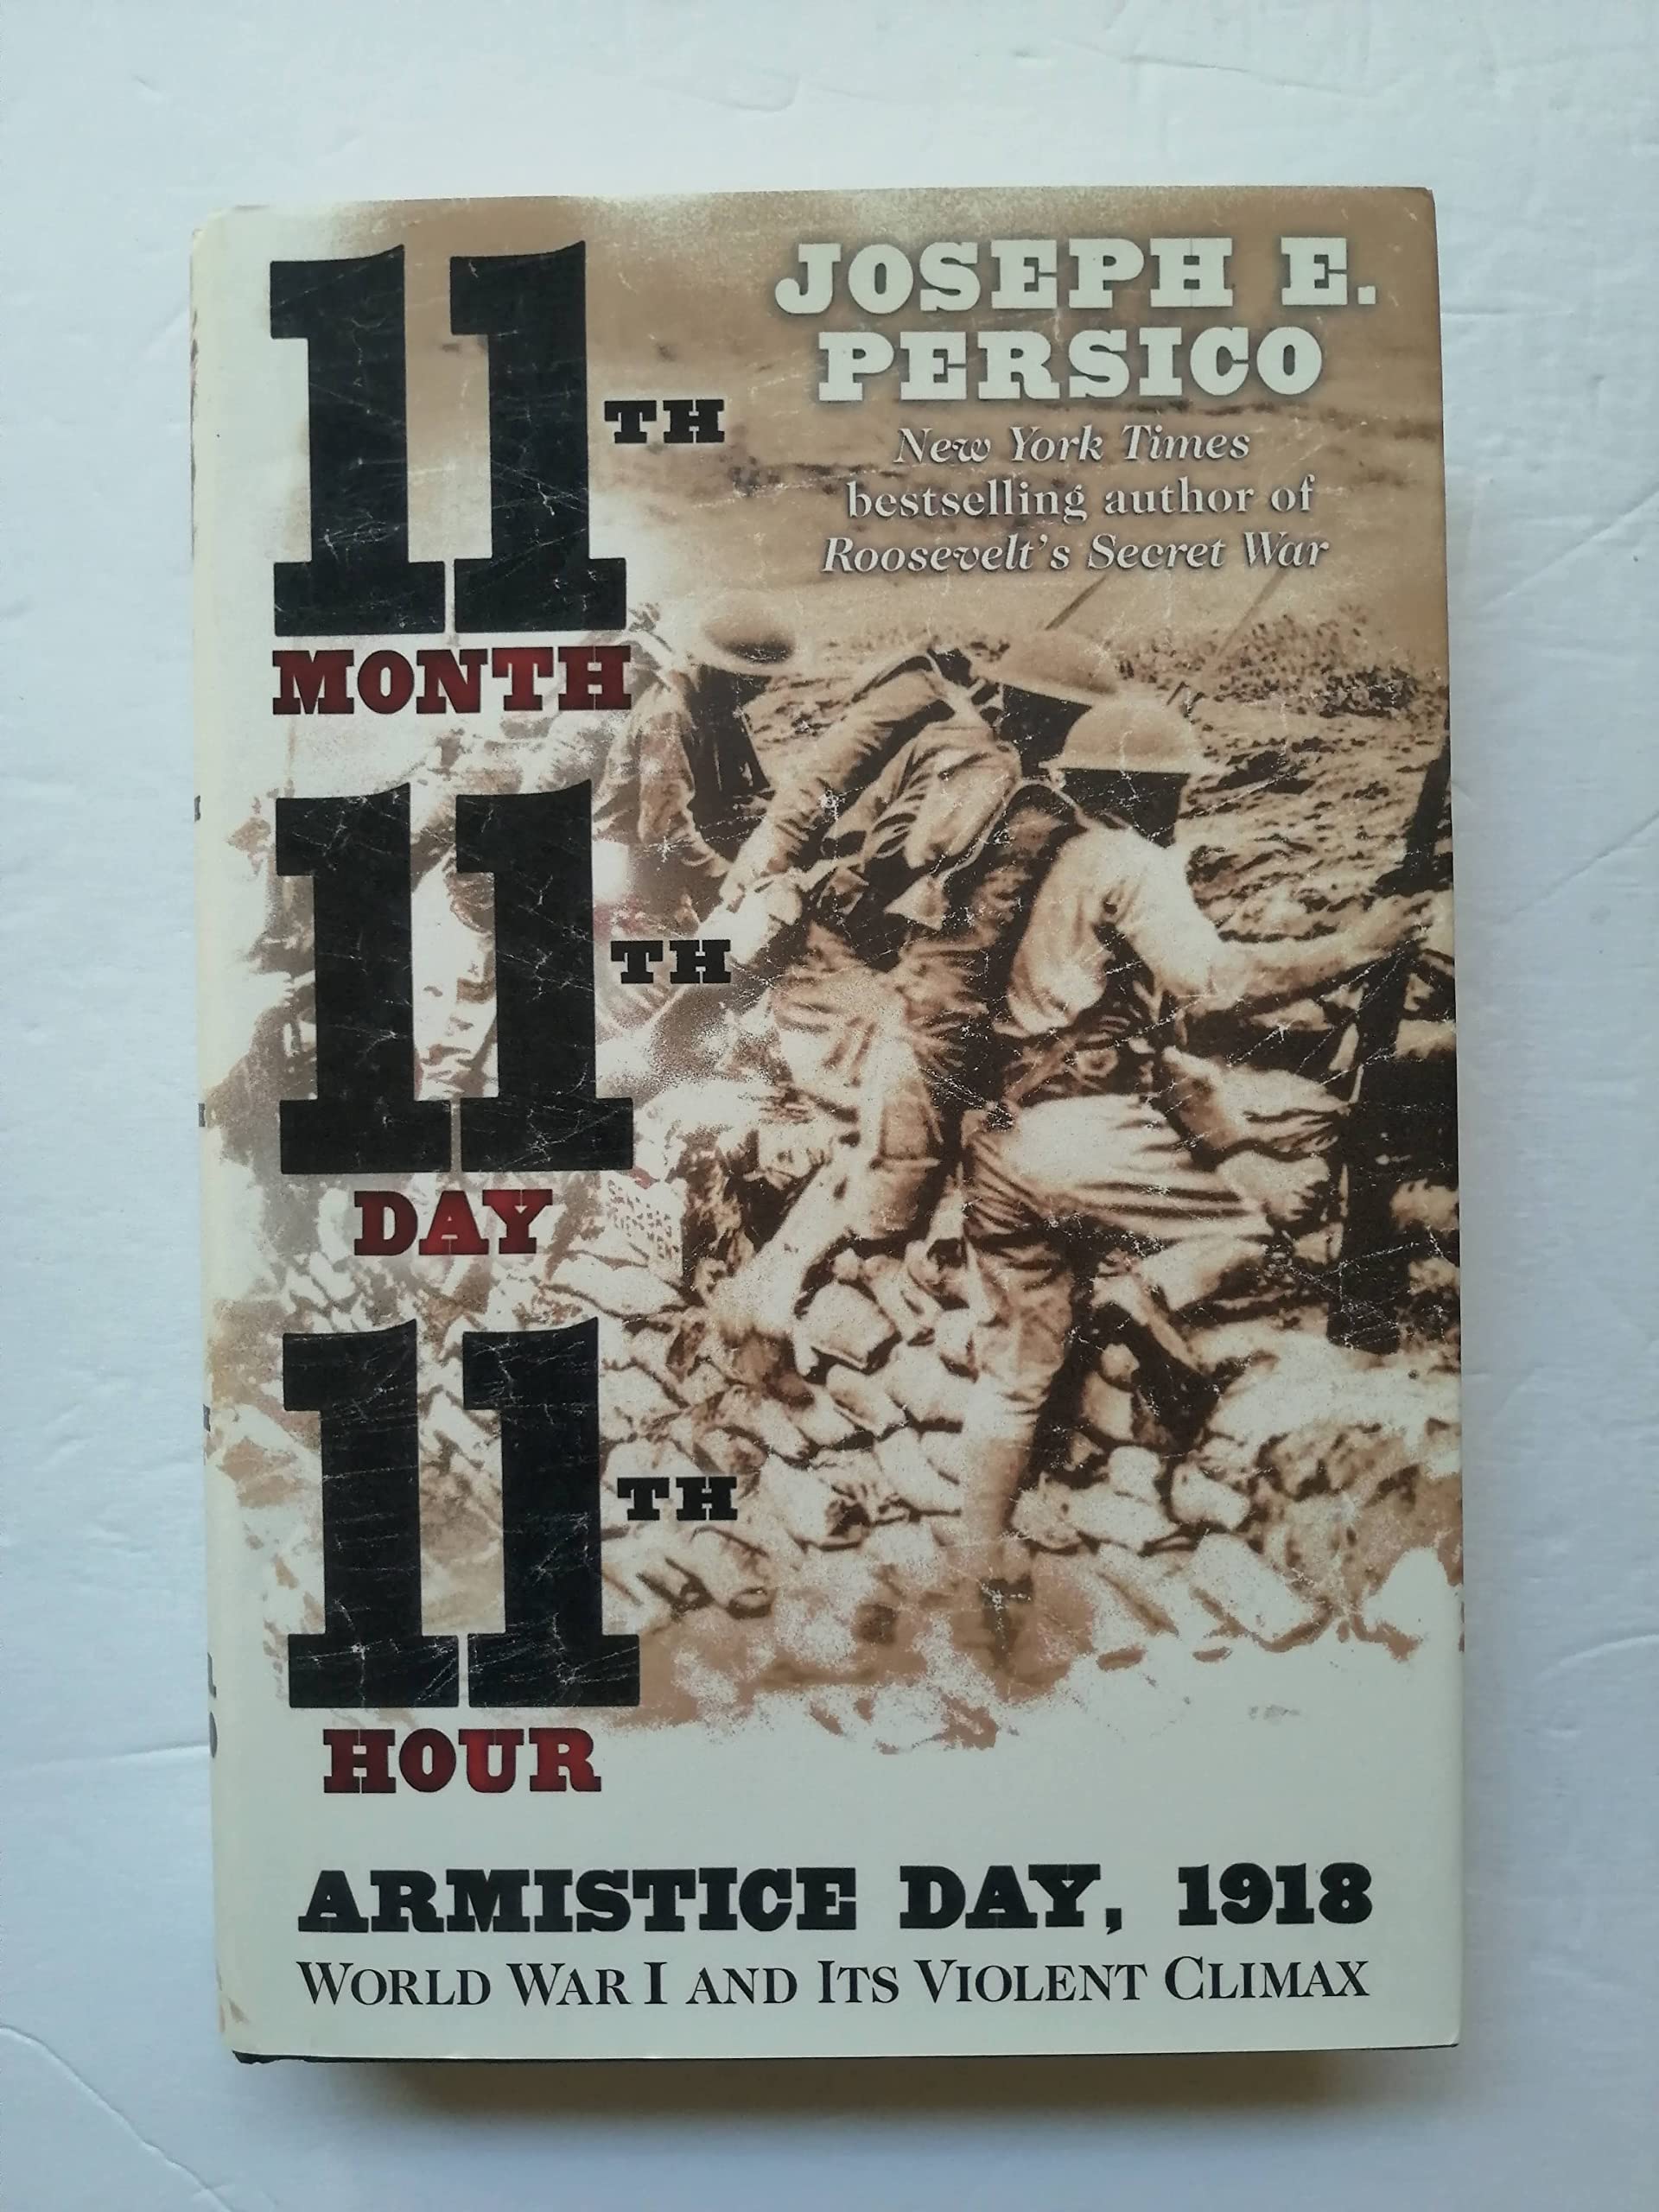 11TH
MONTH
11TH
DAY
11TH
HOUR
JOSEPH E.
PERSICO
New York Times
bestselling author of
Roosevelt's Secret War
ARMISTICE DAY, 1918
WORLD WAR I AND ITS VIOLENT CLIMAX